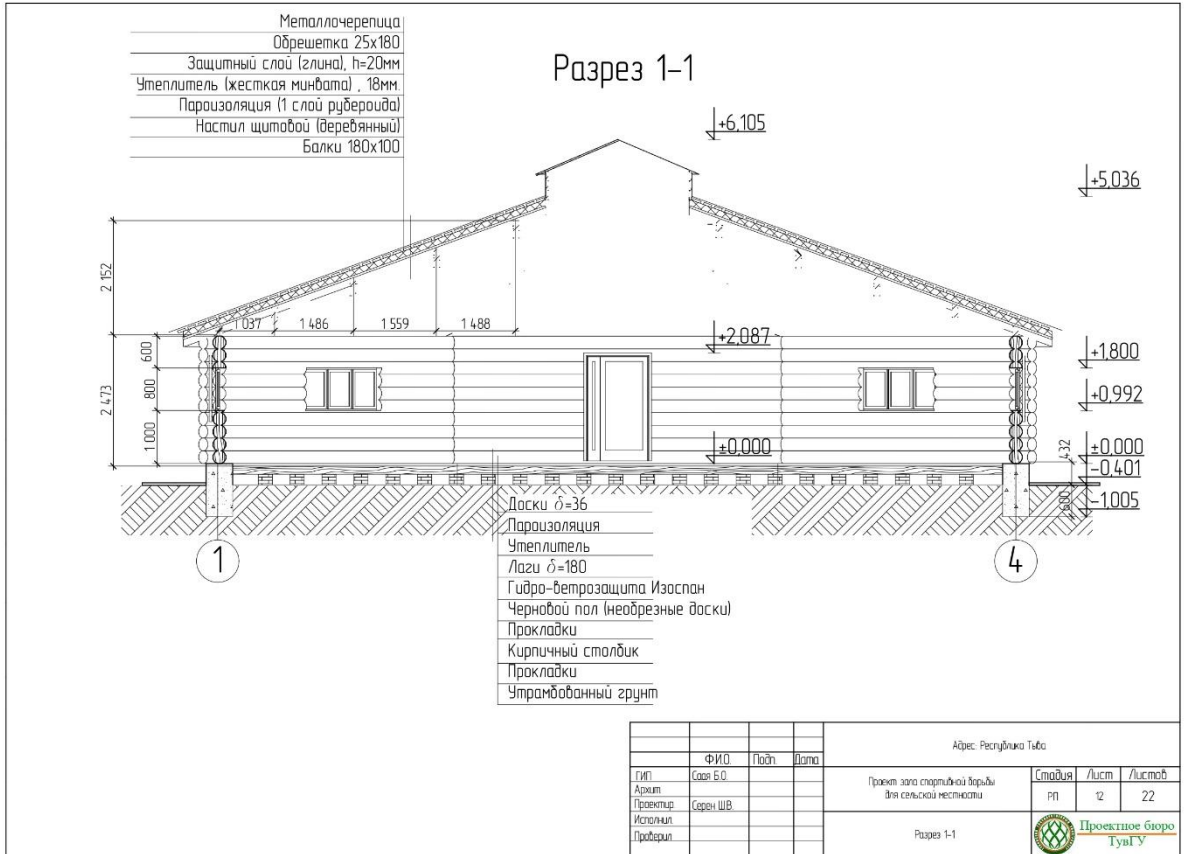 Металлочерепица
Обрешетка 25х180
Защитный слой (глина), h=20мм
Утеплитель (жесткая минвата) , 18мм.
Пароизоляция (1 слой рубероида)
Настил щитовой (деревянный)
Балки 180х100
Разрез 1-1
+6,105
+5,036
2 152
1 037
1 486
1 559
1 488
+2,087
+1,800
600
800
+0,992
2 473
1 000
±0,000
432
±0,000
-0,401
600
-1,005
1
4
Доски δ=36
Пароизоляция
Утеплитель
Лаги δ=180
Гидро-ветрозащита Изоспан
Черновой пол (необрезные доски)
Прокладки
Кирпичный столбик
Прокладки
Утрамбованный грунт
Адрес: Республика Тыва
Ф.И.О. Подп. Дата
ГИП Саая Б.О.
Архит
Проектир Серен Ш.В.
Исполнил
Проверил
Проект зала спортивной борьбы
для сельской местности
Стадия Лист Листов
РП 12 22
Разрез 1-1
Проектное бюро
ТувГУ